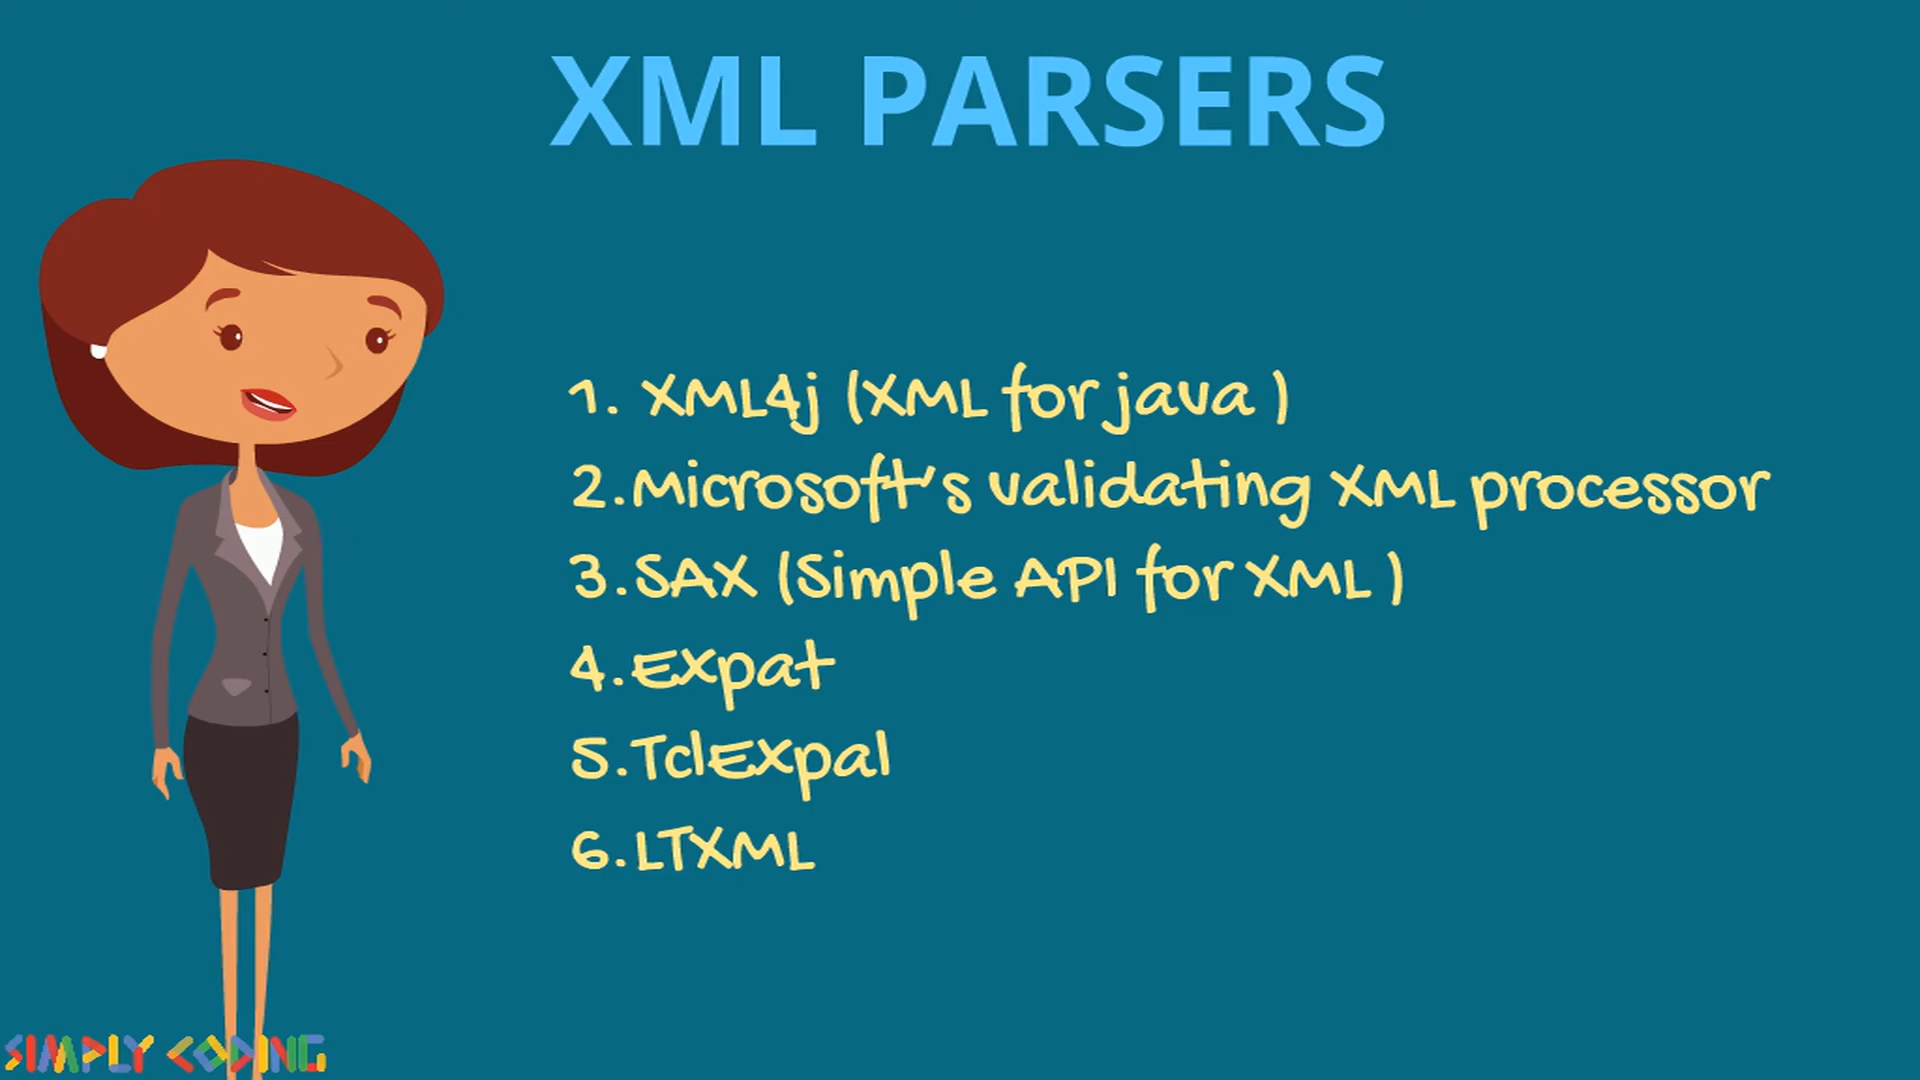 XML PARSERS
1. XML4j (XML for java )
2.Microsoft's validating XML processor
3.SAX (Simple API for XML )
4.Expat
5.TclExpal
6.LTXML
SIMPLY CODING